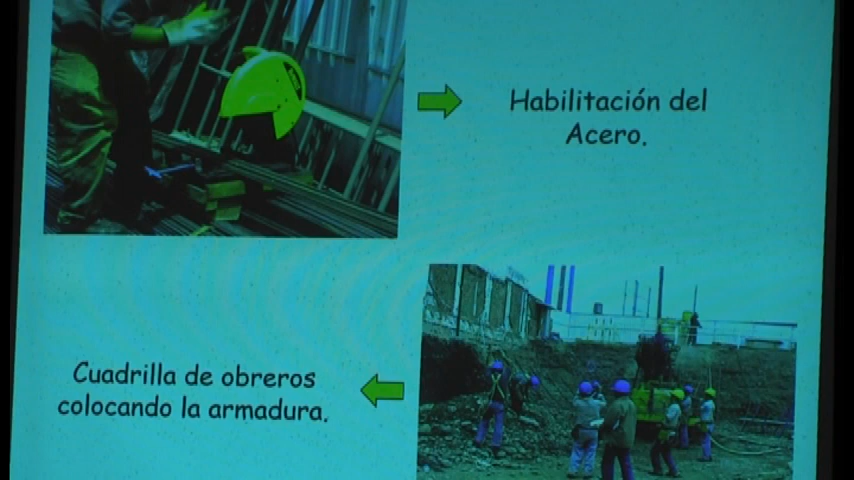 Habilitación del
Acero.
Cuadrilla de obreros
colocando la armadura.